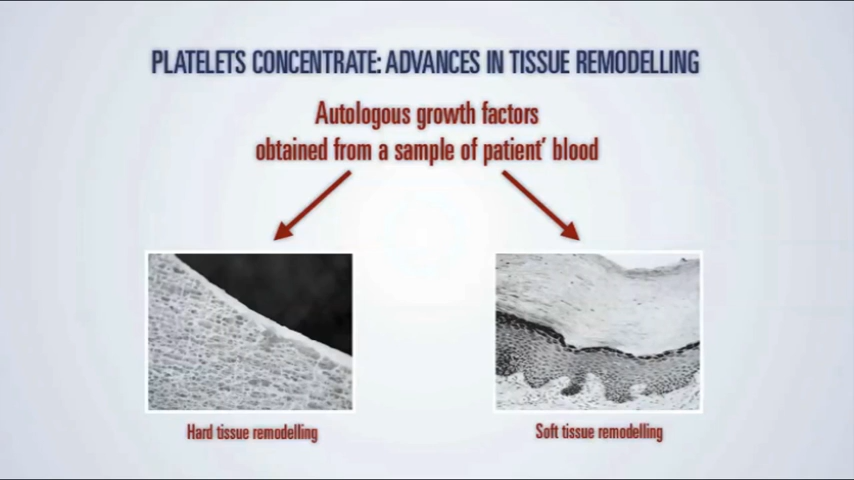 PLATELETS CONCENTRATE: ADVANCES IN TISSUE REMODELLING
Autologous growth factors
obtained from a sample of patient' blood
Hard tissue remodelling
Soft tissue remodelling